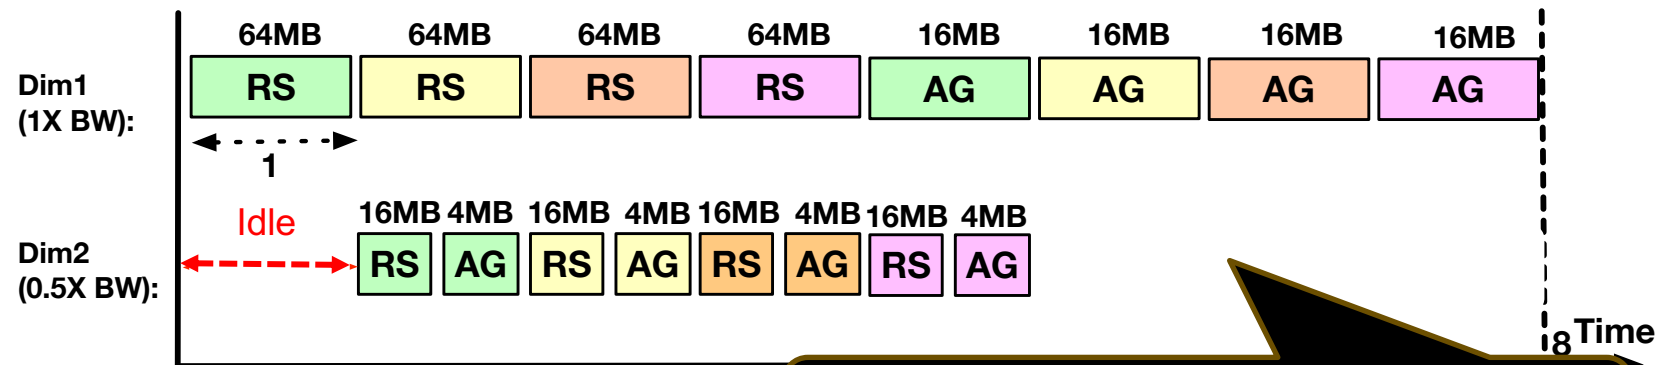 64MB 64MB 64MB 64MB 16MB 16MB 16MB 16MB
Dim1
(1X BW):
RS RS RS RS AG AG AG AG
1
Idle
16MB 4MB 16MB 4MB 16MB 4MB 16MB 4MB
Dim2
(0.5X BW):
RS AG RS AG RS AG RS AG
8 Time